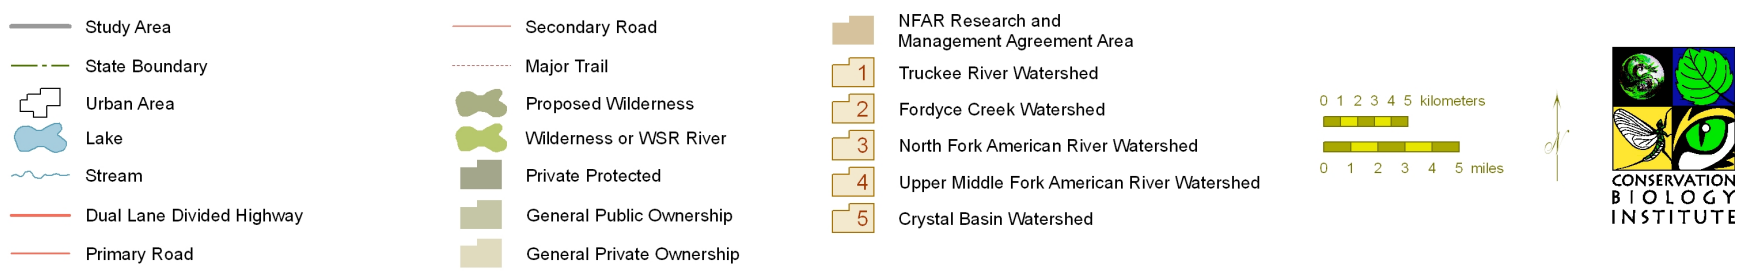 Study Area
State Boundary
Urban Area
Lake
Stream
Dual Lane Divided Highway
Primary Road
Secondary Road
Major Trail
Proposed Wilderness
Wilderness or WSR River
Private Protected
General Public Ownership
General Private Ownership
NFAR Research and
Management Agreement Area
1 Truckee River Watershed
2 Fordyce Creek Watershed
3 North Fork American River Watershed
4 Upper Middle Fork American River Watershed
5 Crystal Basin Watershed
0 1 2 3 4 5 kilometers
0 1 2 3 4 5 miles
N
CONSERVATION
BIOLOGY
INSTITUTE